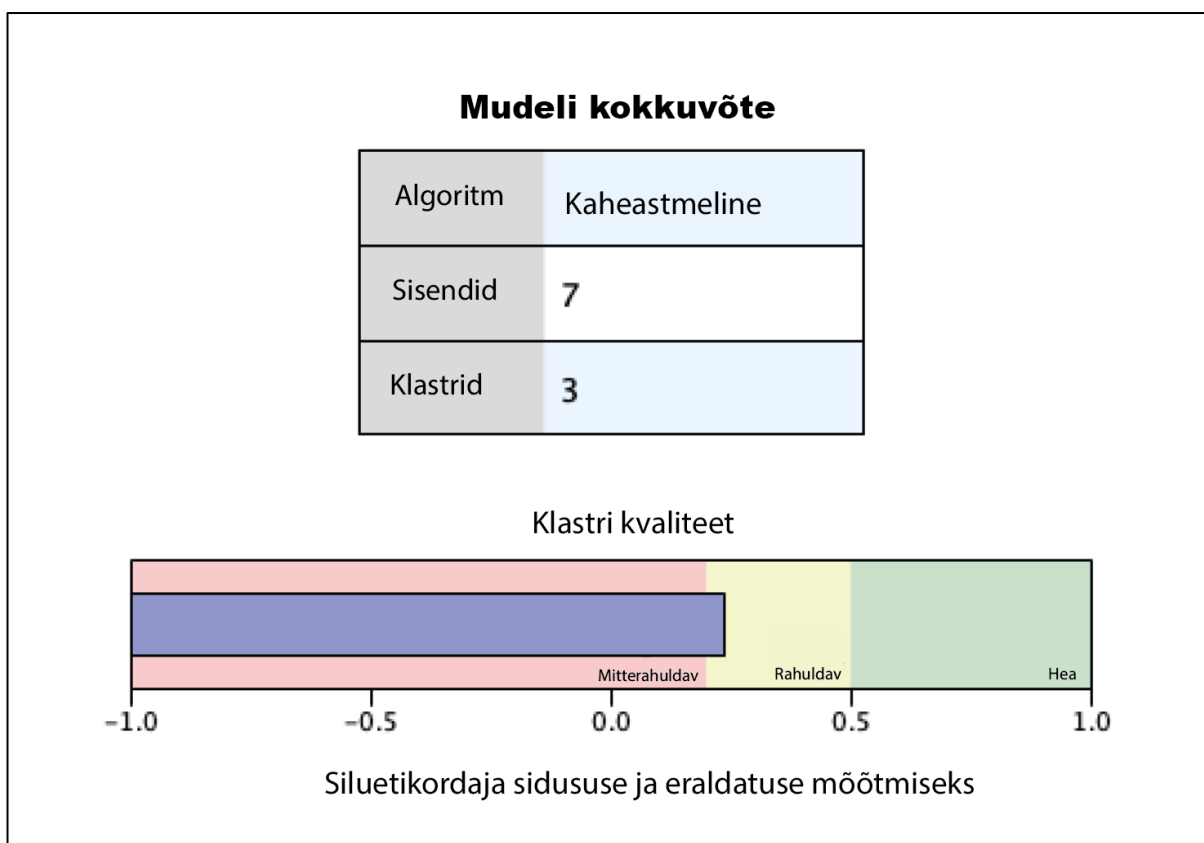 Mudeli kokkuvõte
Algoritm Kaheastmeline
Sisendid 7
Klastrid 3
Klastri kvaliteet
Mitterahuldav Rahuldav Hea
-1.0 -0.5 0.0 0.5 1.0
Siluetikordaja sidususe ja eraldatuse mõõtmiseks